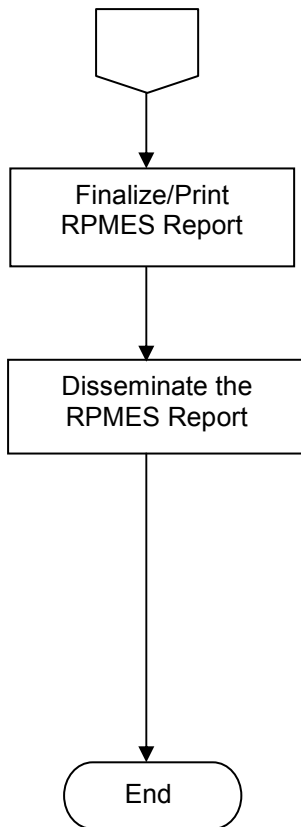 Finalize/Print
RPMES Report
Disseminate the
RPMES Report
End